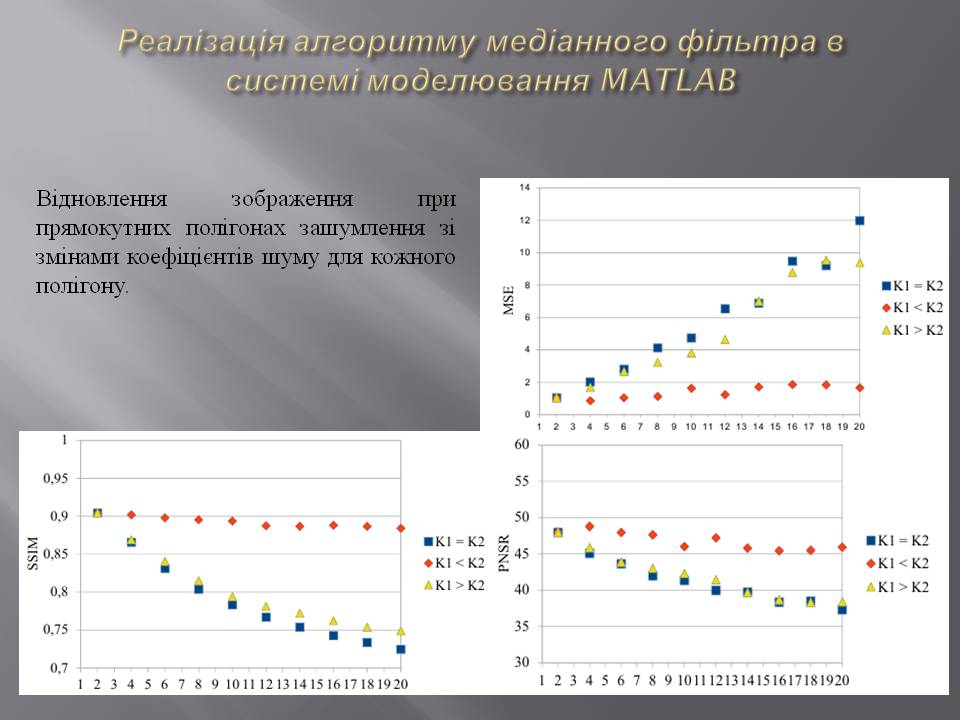 Реалізація алгоритму медіанного фільтра в
системі моделювання MATLAB
Відновлення зображення при
прямокутних полігонах зашумлення зі
змінами коефіцієнтів шуму для кожного
полігону.
14
12
10
8
6
4
2
0
MSE
1 2 3 4 5 6 7 8 9 10 11 12 13 14 15 16 17 18 19 20
K1 = K2
K1 < K2
K1 > K2
1
0,95
0,9
0,85
0,8
0,75
0,7
SSIM
1 2 3 4 5 6 7 8 9 10 11 12 13 14 15 16 17 18 19 20
K1 = K2
K1 < K2
K1 > K2
60
55
50
45
40
35
30
PNSR
1 2 3 4 5 6 7 8 9 10 11 12 13 14 15 16 17 18 19 20
K1 = K2
K1 < K2
K1 > K2